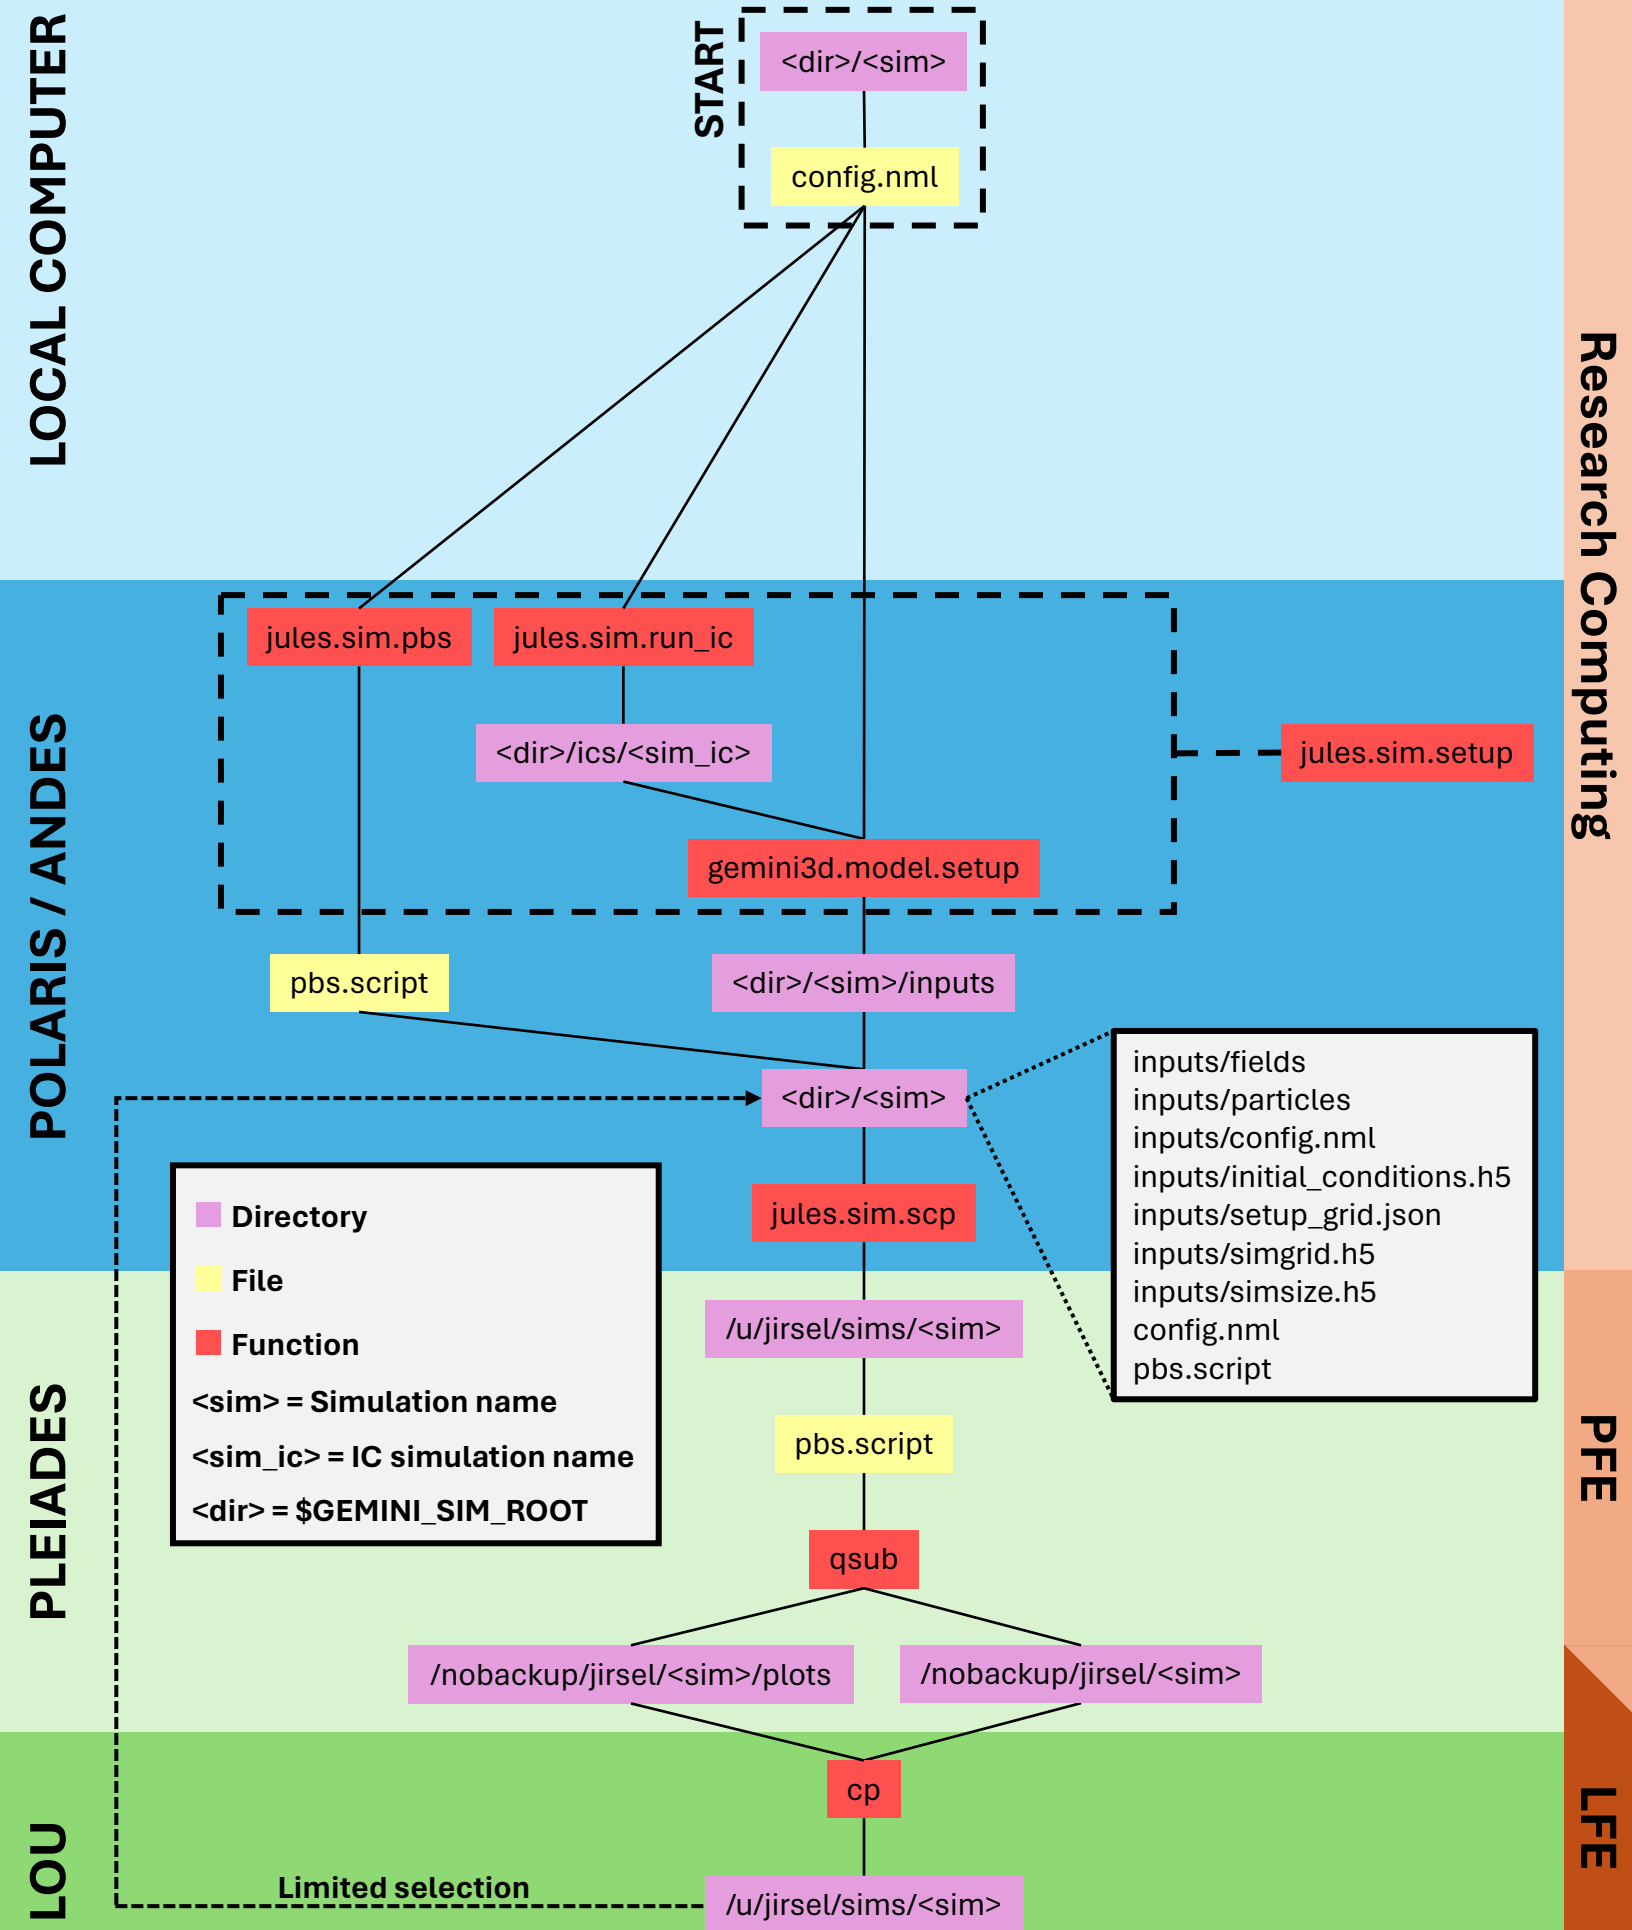 LOCAL COMPUTER
START
<dir>/<sim>
config.nml
Research Computing
POLARIS / ANDES
jules.sim.pbs
jules.sim.run_ic
<dir>/ics/<sim_ic>
jules.sim.setup
gemini3d.model.setup
pbs.script
<dir>/<sim>/inputs
<dir>/<sim>
inputs/fields
inputs/particles
inputs/config.nml
inputs/initial_conditions.h5
inputs/setup_grid.json
inputs/simgrid.h5
inputs/simsize.h5
config.nml
pbs.script
jules.sim.scp
Directory
File
Function
<sim> = Simulation name
<sim_ic> = IC simulation name
<dir> = $GEMINI_SIM_ROOT
PLEIADES
/u/jirsel/sims/<sim>
pbs.script
PFE
qsub
/nobackup/jirsel/<sim>/plots
/nobackup/jirsel/<sim>
LOU
cp
LFE
Limited selection
/u/jirsel/sims/<sim>